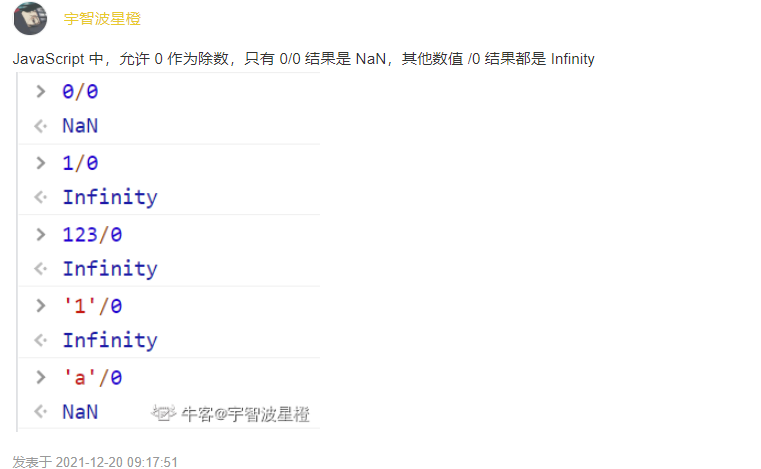 宇智波星橙
JavaScript 中，允许 0 作为除数，只有 0/0 结果是 NaN，其他数值 /0 结果都是 Infinity
0/0
NaN
1/0
Infinity
123/0
Infinity
'1'/0
Infinity
'a'/0
NaN
牛客@宇智波星橙
发表于 2021-12-20 09:17:51